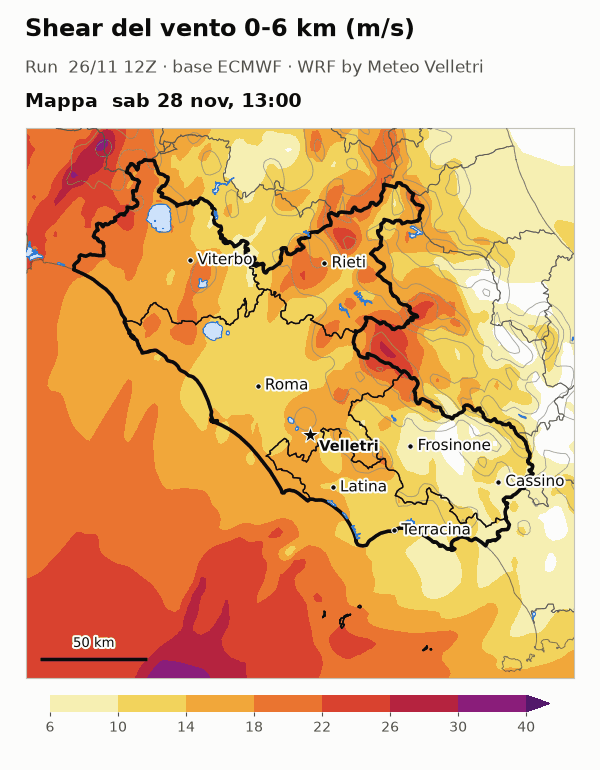 Shear del vento 0-6 km (m/s)
Run  26/11 12Z · base ECMWF · WRF by Meteo Velletri
Mappa  sab 28 nov, 13:00
Viterbo
Rieti
Roma
Velletri
Frosinone
Latina
Cassino
Terracina
50 km
6 10 14 18 22 26 30 40